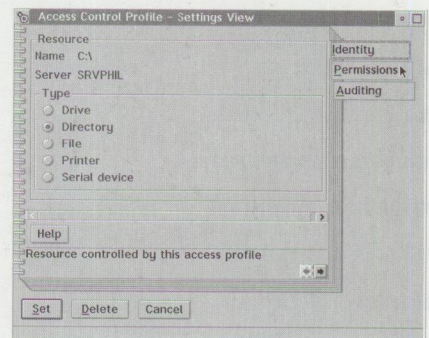 Access Control Profile - Settings View
Resource
Name C:\
Server SRVPHIL
Type
Drive
Directory
File
Printer
Serial device
Help
Resource controlled by this access profile
Identity
Permissions
Auditing
Set Delete Cancel